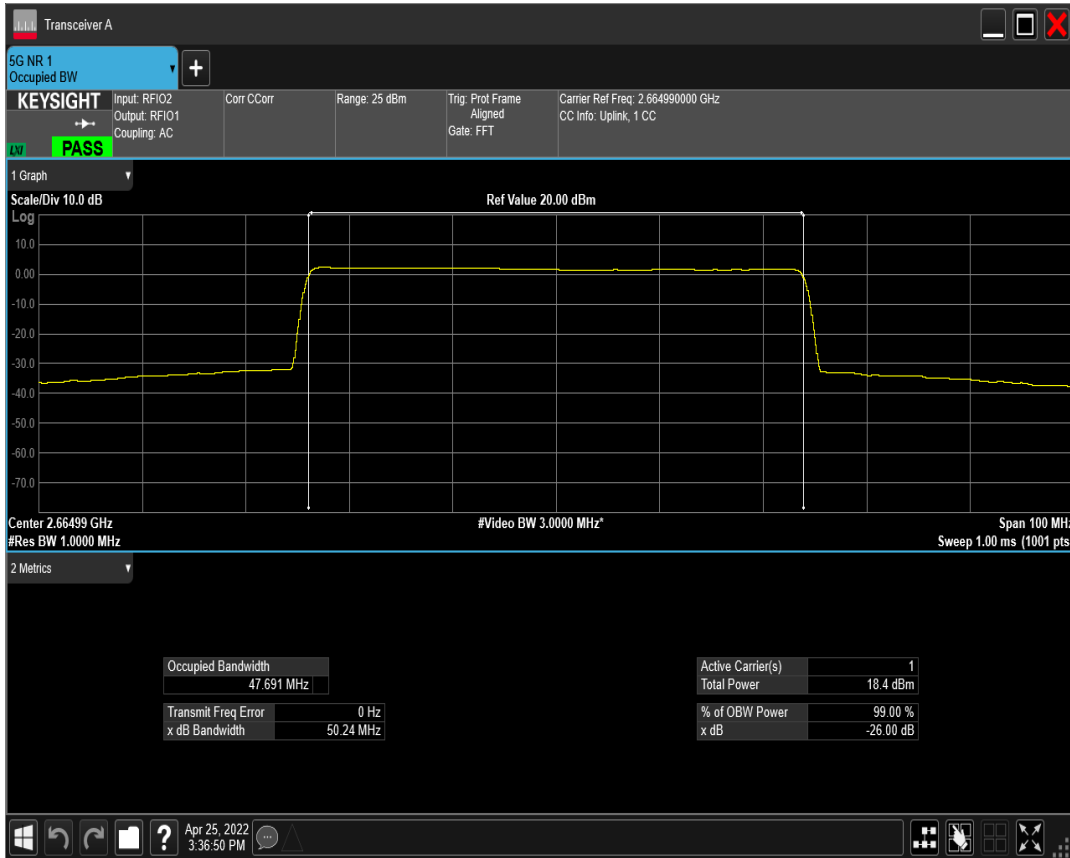 Transceiver A
5G NR 1
Occupied BW
KEYSIGHT
Input: RFIO2
Output: RFIO1
Coupling: AC
Corr CCorr
Range: 25 dBm
Trig: Prot Frame
Aligned
Gate: FFT
Carrier Ref Freq: 2.664990000 GHz
CC Info: Uplink, 1 CC
LXI
PASS
1 Graph
Scale/Div 10.0 dB
Ref Value 20.00 dBm
Log
10.0
0.00
-10.0
-20.0
-30.0
-40.0
-50.0
-60.0
-70.0
Center 2.66499 GHz
#Video BW 3.0000 MHz*
Span 100 MHz
#Res BW 1.0000 MHz
Sweep 1.00 ms (1001 pts
2 Metrics
Occupied Bandwidth
47.691 MHz
Transmit Freq Error 0 Hz
x dB Bandwidth 50.24 MHz
Active Carrier(s) 1
Total Power 18.4 dBm
% of OBW Power 99.00 %
x dB -26.00 dB
?
Apr 25, 2022
3:36:50 PM